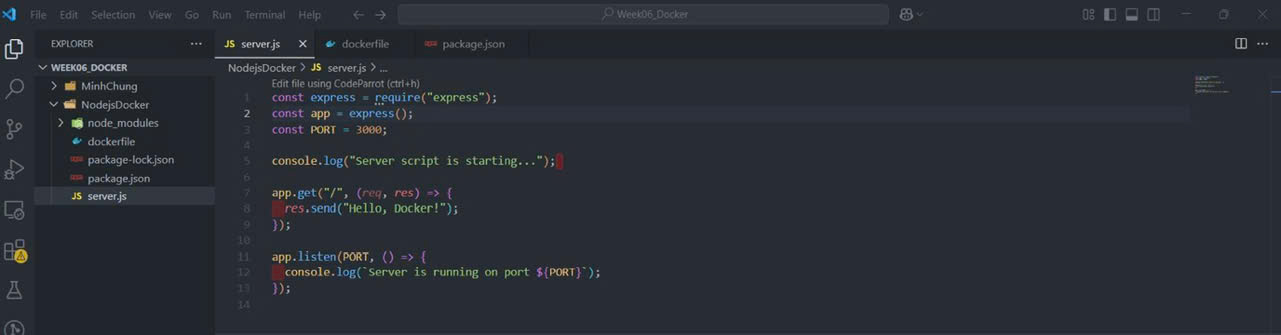 File Edit Selection View Go Run Terminal Help Week06_Docker
EXPLORER
WEEK06_DOCKER
MinhChung
NodejsDocker
node_modules
dockerfile
package-lock.json
package.json
JS server.js
JS server.js dockerfile package.json
NodejsDocker > JS server.js > ...
Edit file using CodeParrot (ctrl+h)
1 const express = require("express");
2 const app = express();
3 const PORT = 3000;
4
5 console.log("Server script is starting...");
6
7 app.get("/", (req, res) => {
8 res.send("Hello, Docker!");
9 });
10
11 app.listen(PORT, () => {
12 console.log(`Server is running on port ${PORT}`);
13 });
14